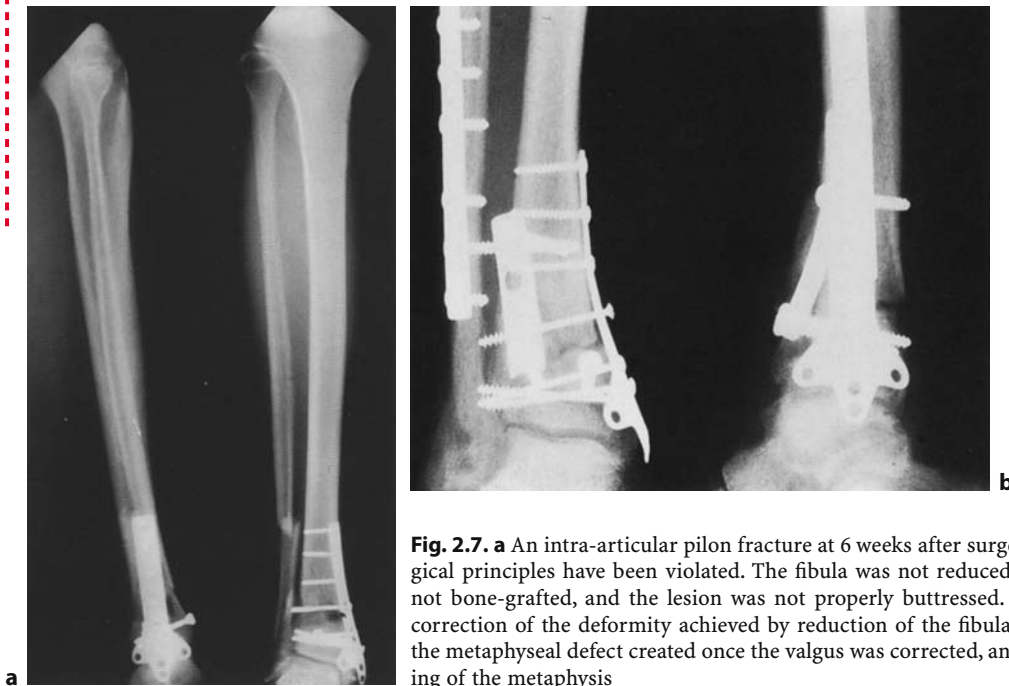 a
b
Fig. 2.7. a An intra-articular pilon fracture at 6 weeks after surge
gical principles have been violated. The fibula was not reduced
not bone-grafted, and the lesion was not properly buttressed.
correction of the deformity achieved by reduction of the fibula
the metaphyseal defect created once the valgus was corrected, an
ing of the metaphysis